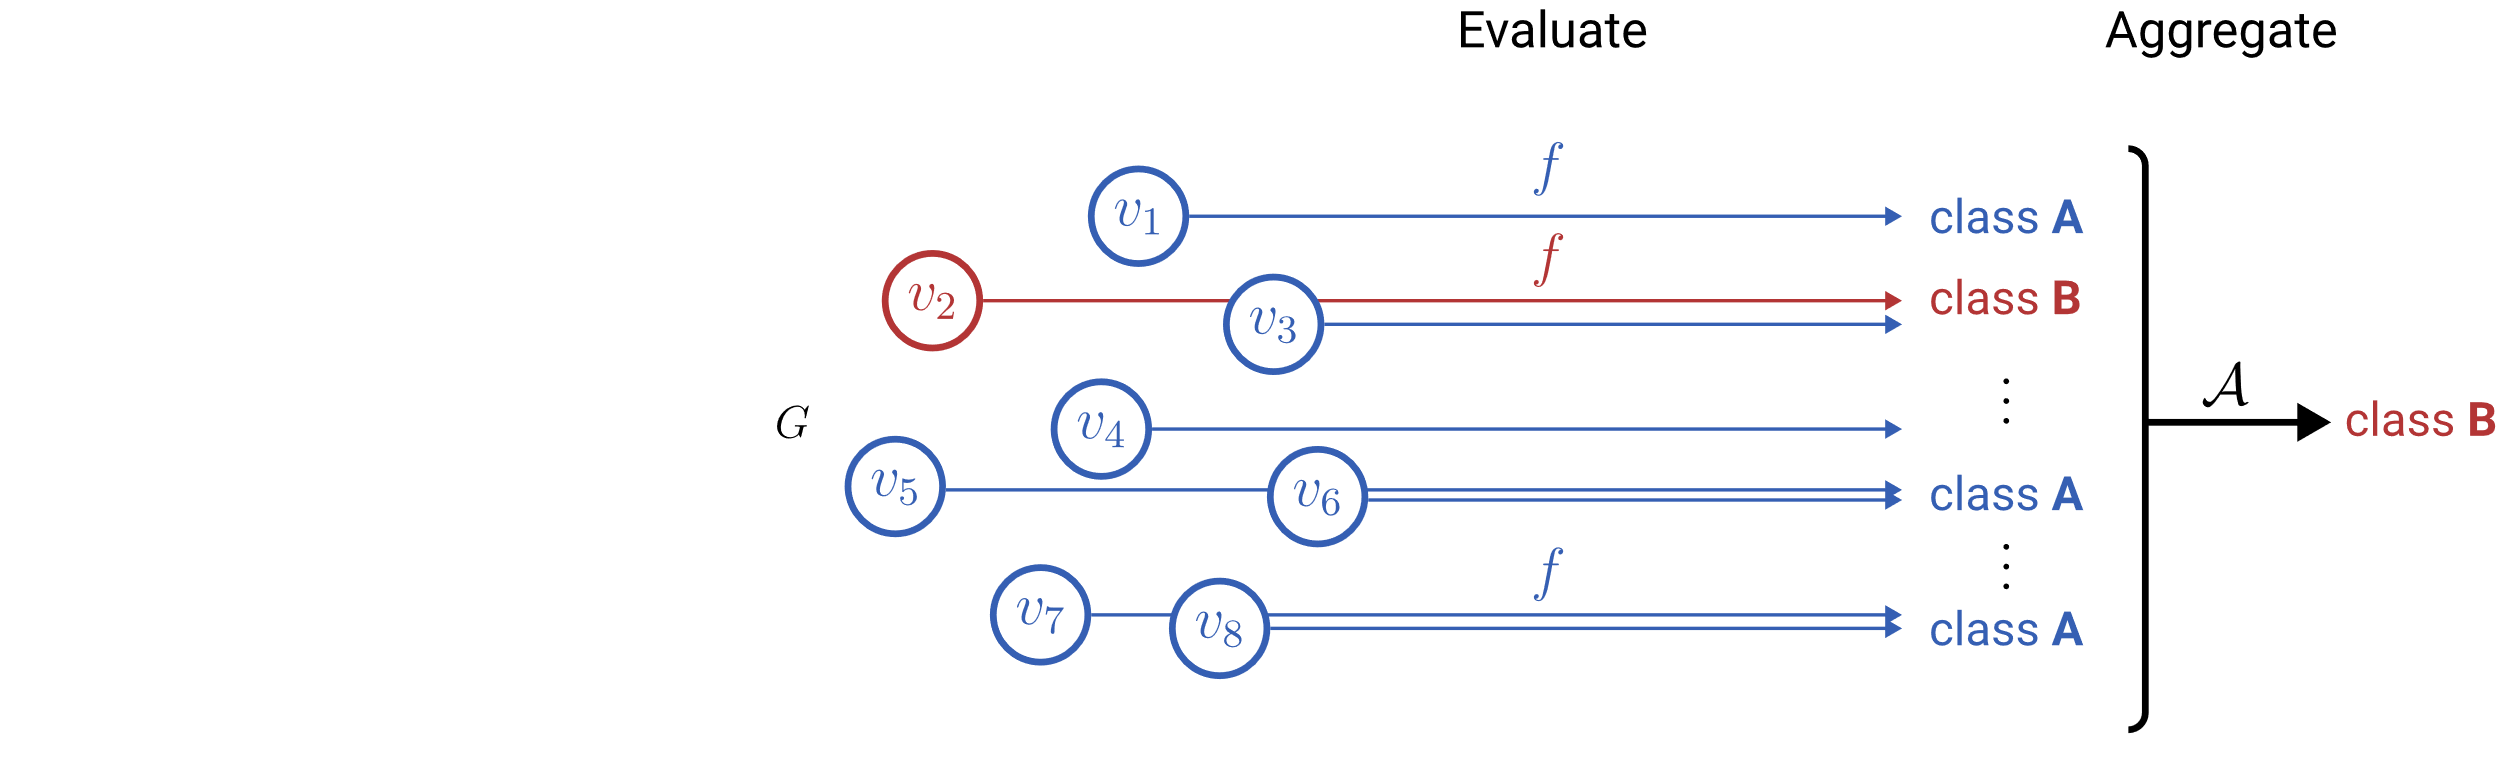 Evaluate Aggregate
f
v₁ class A
f
v₂ class B
v₃
⋮ 𝒜
G v₄ class B
v₅ v₆ class A
⋮
f
v₇ v₈ class A